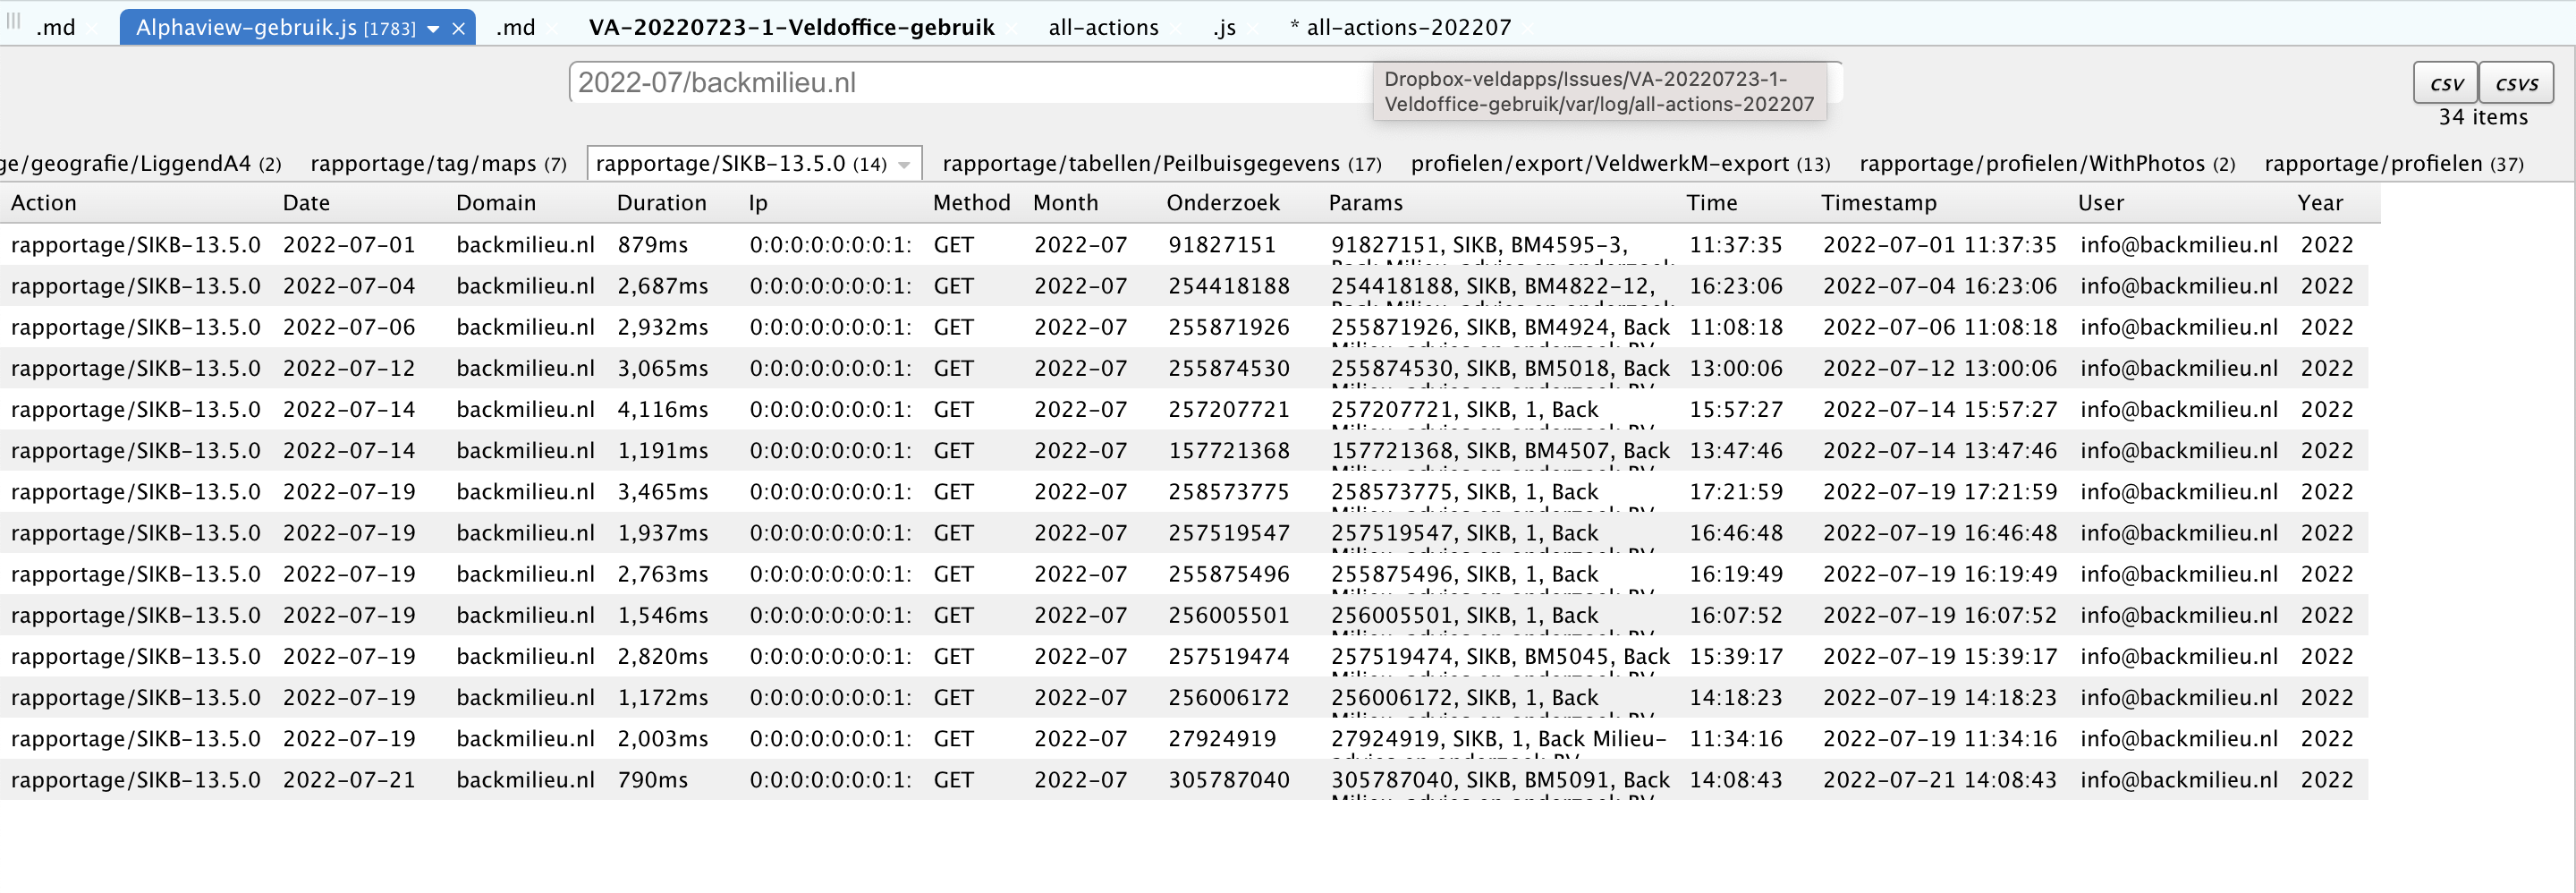 .md Alphaview-gebruik.js [1783] .md VA-20220723-1-Veldoffice-gebruik all-actions .js * all-actions-202207
2022-07/backmilieu.nl
Dropbox-veldapps/Issues/VA-20220723-1-
Veldoffice-gebruik/var/log/all-actions-202207
csv csvs
34 items
ge/geografie/LiggendA4 (2) rapportage/tag/maps (7) rapportage/SIKB-13.5.0 (14) rapportage/tabellen/Peilbuisgegevens (17) profielen/export/VeldwerkM-export (13) rapportage/profielen/WithPhotos (2) rapportage/profielen (37)
Action Date Domain Duration Ip Method Month Onderzoek Params Time Timestamp User Year
rapportage/SIKB-13.5.0 2022-07-01 backmilieu.nl 879ms 0:0:0:0:0:0:0:1: GET 2022-07 91827151 91827151, SIKB, BM4595-3, 11:37:35 2022-07-01 11:37:35 info@backmilieu.nl 2022
rapportage/SIKB-13.5.0 2022-07-04 backmilieu.nl 2,687ms 0:0:0:0:0:0:0:1: GET 2022-07 254418188 254418188, SIKB, BM4822-12, 16:23:06 2022-07-04 16:23:06 info@backmilieu.nl 2022
rapportage/SIKB-13.5.0 2022-07-06 backmilieu.nl 2,932ms 0:0:0:0:0:0:0:1: GET 2022-07 255871926 255871926, SIKB, BM4924, Back 11:08:18 2022-07-06 11:08:18 info@backmilieu.nl 2022
rapportage/SIKB-13.5.0 2022-07-12 backmilieu.nl 3,065ms 0:0:0:0:0:0:0:1: GET 2022-07 255874530 255874530, SIKB, BM5018, Back 13:00:06 2022-07-12 13:00:06 info@backmilieu.nl 2022
rapportage/SIKB-13.5.0 2022-07-14 backmilieu.nl 4,116ms 0:0:0:0:0:0:0:1: GET 2022-07 257207721 257207721, SIKB, 1, Back 15:57:27 2022-07-14 15:57:27 info@backmilieu.nl 2022
rapportage/SIKB-13.5.0 2022-07-14 backmilieu.nl 1,191ms 0:0:0:0:0:0:0:1: GET 2022-07 157721368 157721368, SIKB, BM4507, Back 13:47:46 2022-07-14 13:47:46 info@backmilieu.nl 2022
rapportage/SIKB-13.5.0 2022-07-19 backmilieu.nl 3,465ms 0:0:0:0:0:0:0:1: GET 2022-07 258573775 258573775, SIKB, 1, Back 17:21:59 2022-07-19 17:21:59 info@backmilieu.nl 2022
rapportage/SIKB-13.5.0 2022-07-19 backmilieu.nl 1,937ms 0:0:0:0:0:0:0:1: GET 2022-07 257519547 257519547, SIKB, 1, Back 16:46:48 2022-07-19 16:46:48 info@backmilieu.nl 2022
rapportage/SIKB-13.5.0 2022-07-19 backmilieu.nl 2,763ms 0:0:0:0:0:0:0:1: GET 2022-07 255875496 255875496, SIKB, 1, Back 16:19:49 2022-07-19 16:19:49 info@backmilieu.nl 2022
rapportage/SIKB-13.5.0 2022-07-19 backmilieu.nl 1,546ms 0:0:0:0:0:0:0:1: GET 2022-07 256005501 256005501, SIKB, 1, Back 16:07:52 2022-07-19 16:07:52 info@backmilieu.nl 2022
rapportage/SIKB-13.5.0 2022-07-19 backmilieu.nl 2,820ms 0:0:0:0:0:0:0:1: GET 2022-07 257519474 257519474, SIKB, BM5045, Back 15:39:17 2022-07-19 15:39:17 info@backmilieu.nl 2022
rapportage/SIKB-13.5.0 2022-07-19 backmilieu.nl 1,172ms 0:0:0:0:0:0:0:1: GET 2022-07 256006172 256006172, SIKB, 1, Back 14:18:23 2022-07-19 14:18:23 info@backmilieu.nl 2022
rapportage/SIKB-13.5.0 2022-07-19 backmilieu.nl 2,003ms 0:0:0:0:0:0:0:1: GET 2022-07 27924919 27924919, SIKB, 1, Back Milieu- 11:34:16 2022-07-19 11:34:16 info@backmilieu.nl 2022
rapportage/SIKB-13.5.0 2022-07-21 backmilieu.nl 790ms 0:0:0:0:0:0:0:1: GET 2022-07 305787040 305787040, SIKB, BM5091, Back 14:08:43 2022-07-21 14:08:43 info@backmilieu.nl 2022